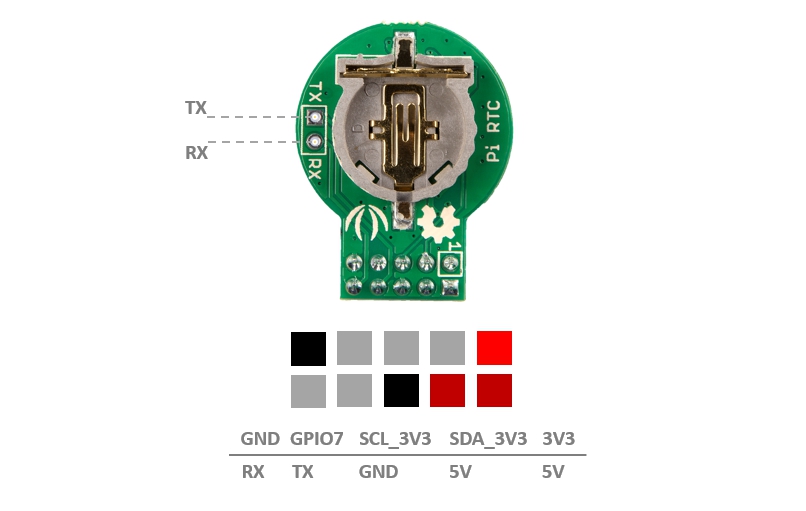 TX
RX
TX
RX
Pi RTC
1
GND GPIO7 SCL_3V3 SDA_3V3 3V3
RX TX GND 5V 5V